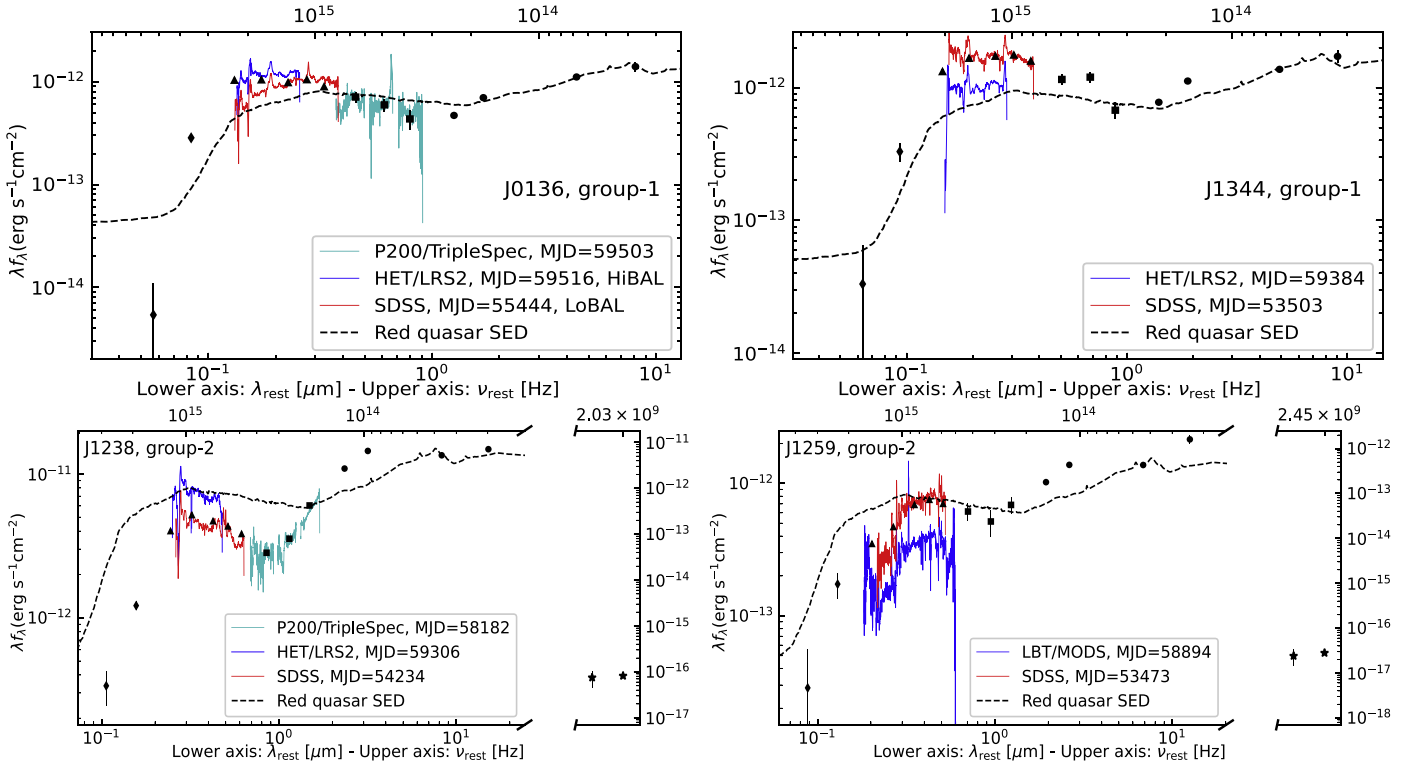 10¹⁵ 10¹⁴
10⁻¹²
10⁻¹³
10⁻¹⁴
λf_λ(erg s⁻¹cm⁻²)
J0136, group-1
P200/TripleSpec, MJD=59503
HET/LRS2, MJD=59516, HiBAL
SDSS, MJD=55444, LoBAL
Red quasar SED
10⁻¹ 10⁰ 10¹
Lower axis: λ_rest [μm] - Upper axis: ν_rest [Hz]
10¹⁵ 10¹⁴
10⁻¹²
10⁻¹³
10⁻¹⁴
λf_λ(erg s⁻¹cm⁻²)
J1344, group-1
HET/LRS2, MJD=59384
SDSS, MJD=53503
Red quasar SED
10⁻¹ 10⁰ 10¹
Lower axis: λ_rest [μm] - Upper axis: ν_rest [Hz]
10¹⁵ 10¹⁴ 2.03 × 10⁹
J1238, group-2
10⁻¹¹
10⁻¹²
λf_λ(erg s⁻¹cm⁻²)
P200/TripleSpec, MJD=58182
HET/LRS2, MJD=59306
SDSS, MJD=54234
Red quasar SED
10⁻¹¹
10⁻¹²
10⁻¹³
10⁻¹⁴
10⁻¹⁵
10⁻¹⁶
10⁻¹⁷
10⁻¹ 10⁰ 10¹
Lower axis: λ_rest [μm] - Upper axis: ν_rest [Hz]
10¹⁵ 10¹⁴ 2.45 × 10⁹
J1259, group-2
10⁻¹²
10⁻¹³
λf_λ(erg s⁻¹cm⁻²)
LBT/MODS, MJD=58894
SDSS, MJD=53473
Red quasar SED
10⁻¹²
10⁻¹³
10⁻¹⁴
10⁻¹⁵
10⁻¹⁶
10⁻¹⁷
10⁻¹⁸
10⁻¹ 10⁰ 10¹
Lower axis: λ_rest [μm] - Upper axis: ν_rest [Hz]